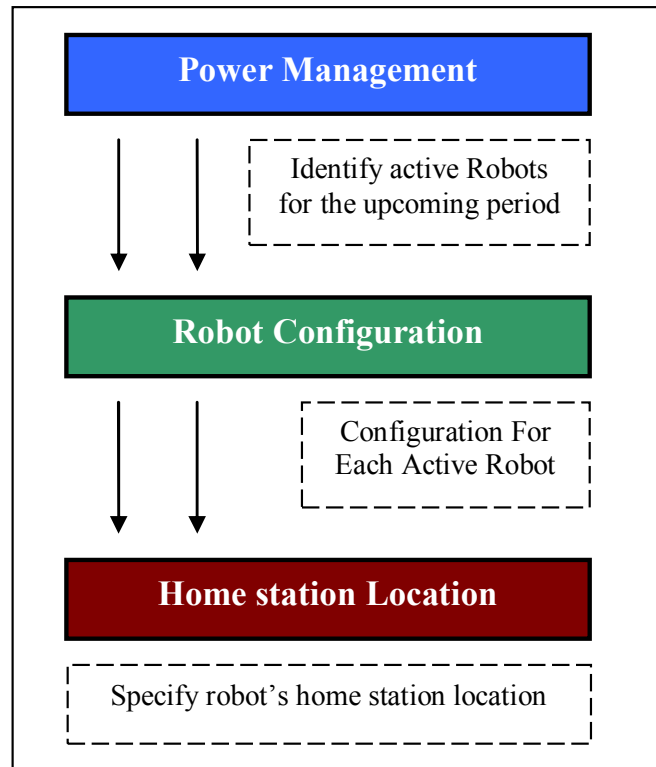 Power Management
Identify active Robots
for the upcoming period
Robot Configuration
Configuration For
Each Active Robot
Home station Location
Specify robot’s home station location